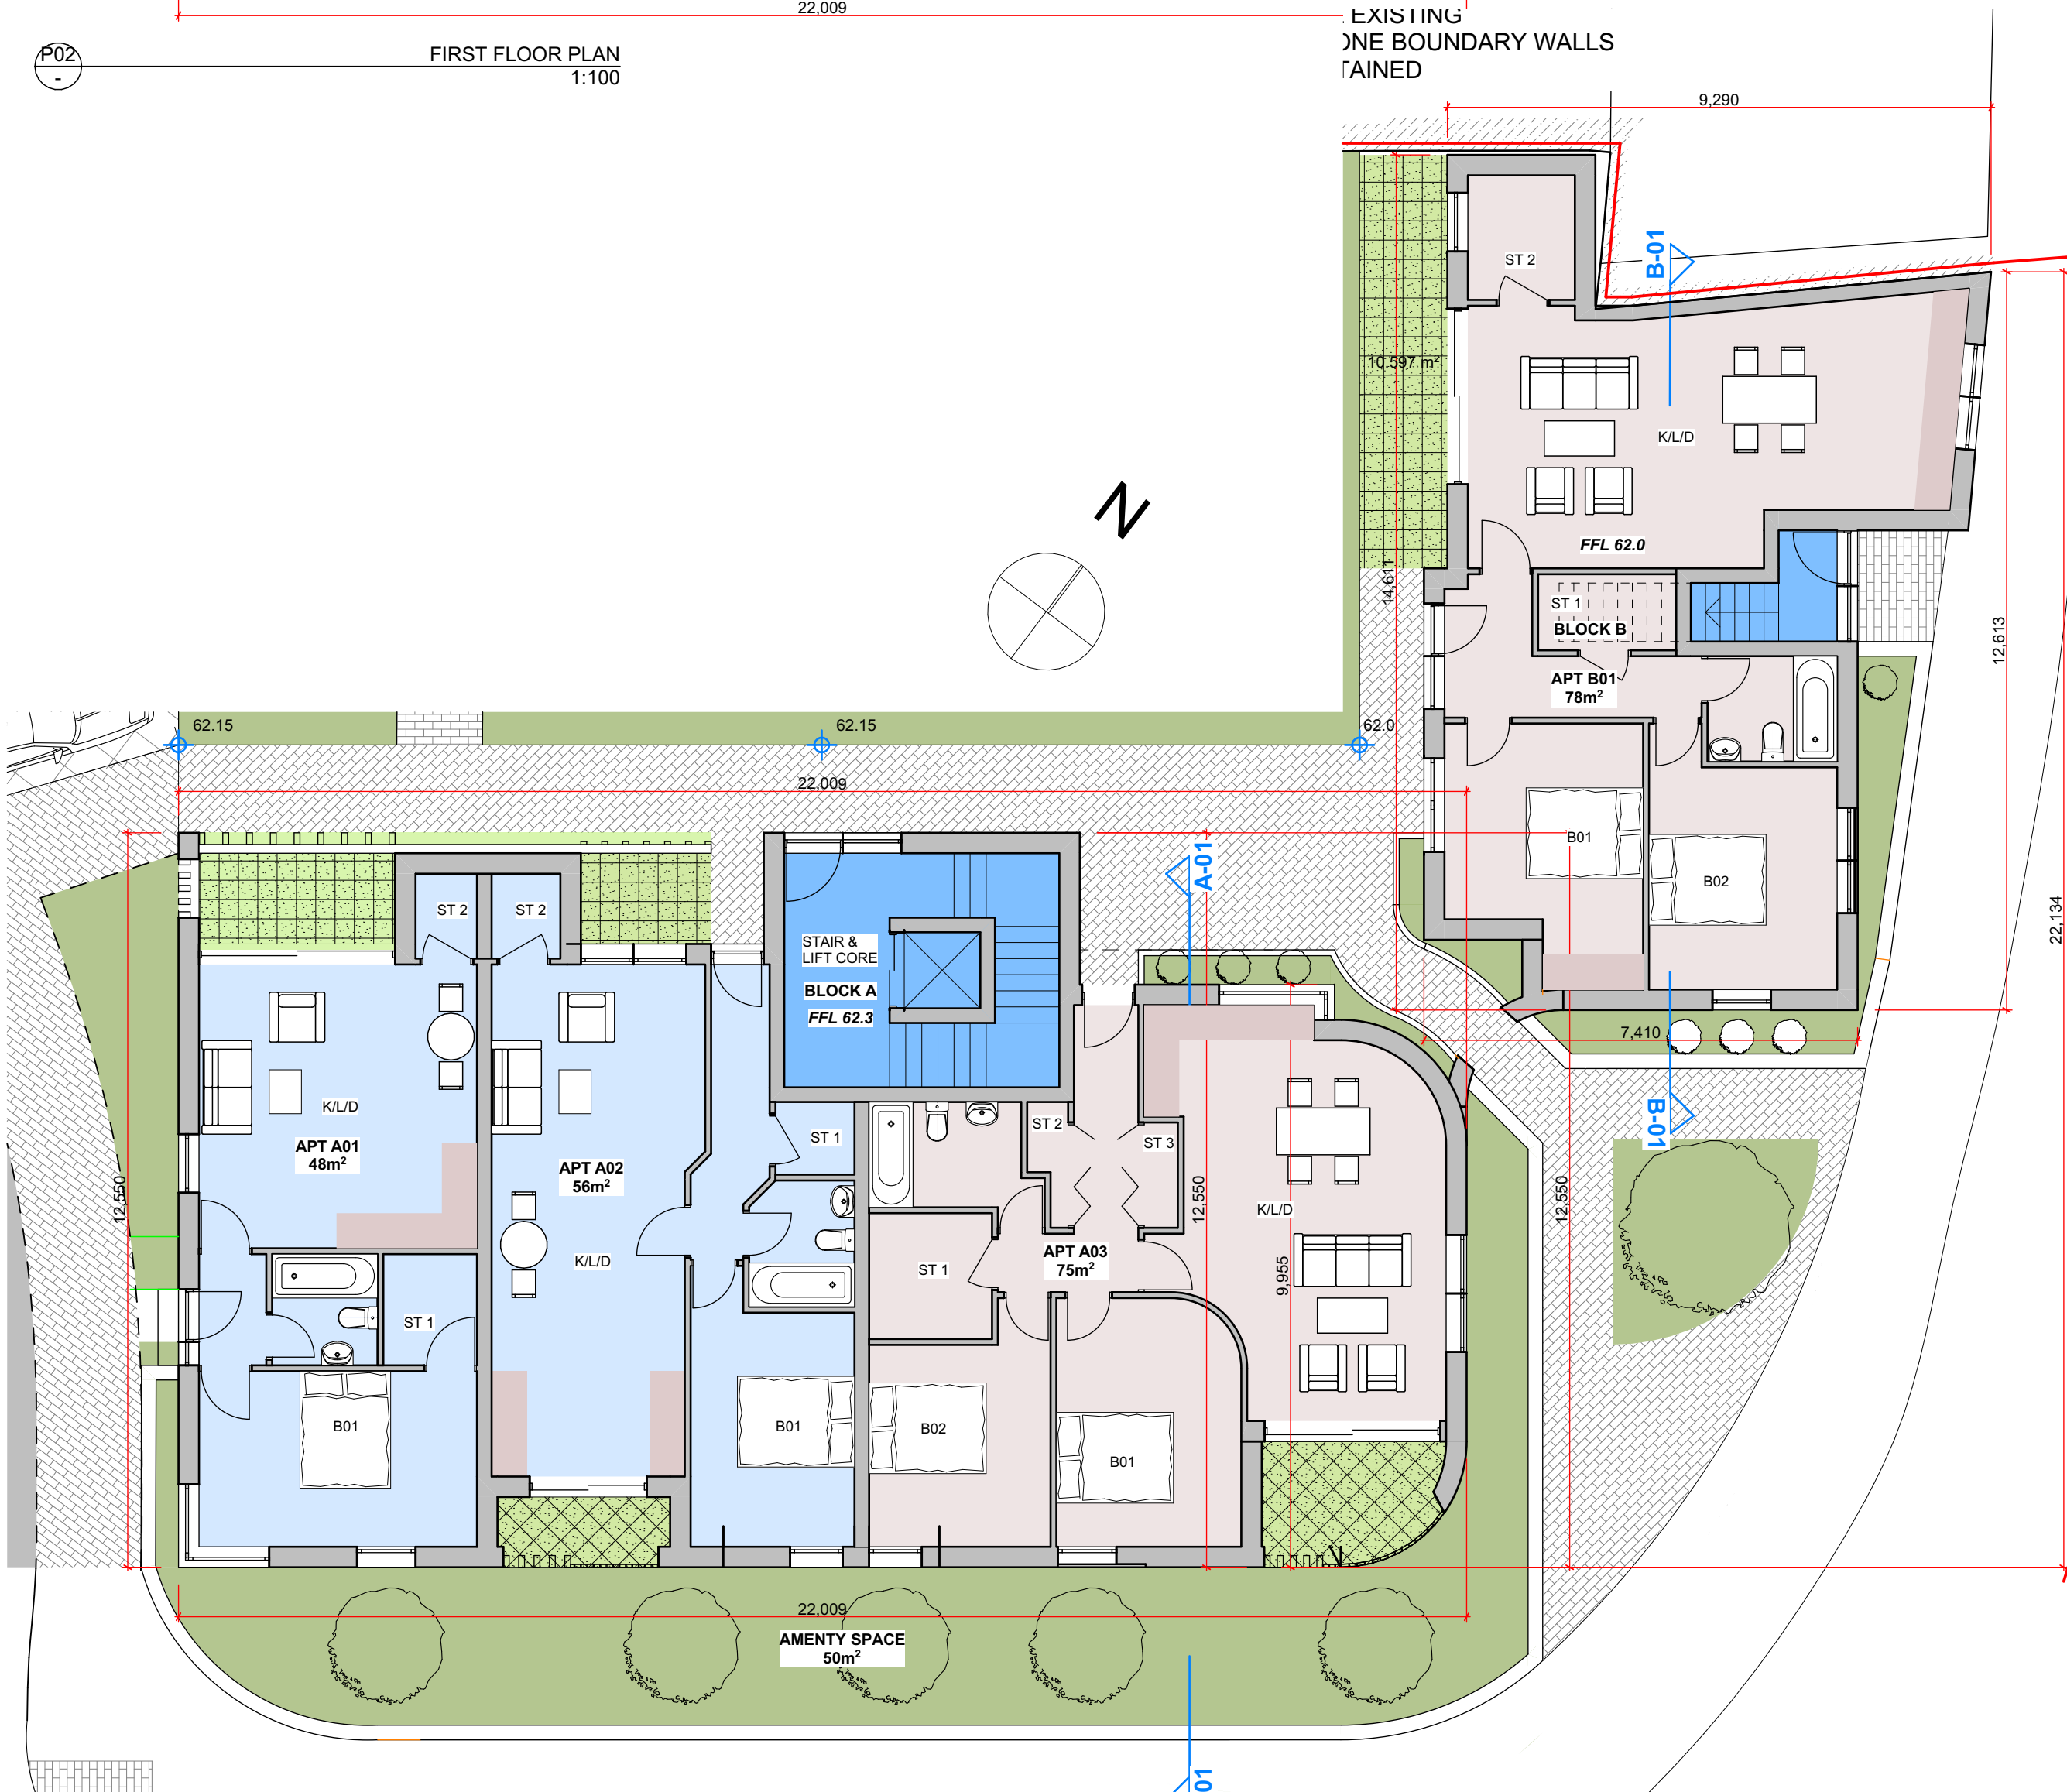 22,009
EXISTING
ONE BOUNDARY WALLS
TAINED
P02
-
FIRST FLOOR PLAN
1:100
9,290
B-01
ST 2
10.597 m²
K/L/D
N
FFL 62.0
14,611
ST 1
BLOCK B
12,613
APT B01
78m²
62.15
62.15
62.0
22,009
B01
B02
A-01
22,134
ST 2
ST 2
STAIR &
LIFT CORE
BLOCK A
FFL 62.3
7,410
B-01
K/L/D
APT A01
48m²
APT A02
56m²
ST 1
ST 2
ST 3
12,550
12,550
12,550
K/L/D
K/L/D
APT A03
75m²
ST 1
9,955
ST 1
B01
B01
B02
B01
22,009
AMENTY SPACE
50m²
01